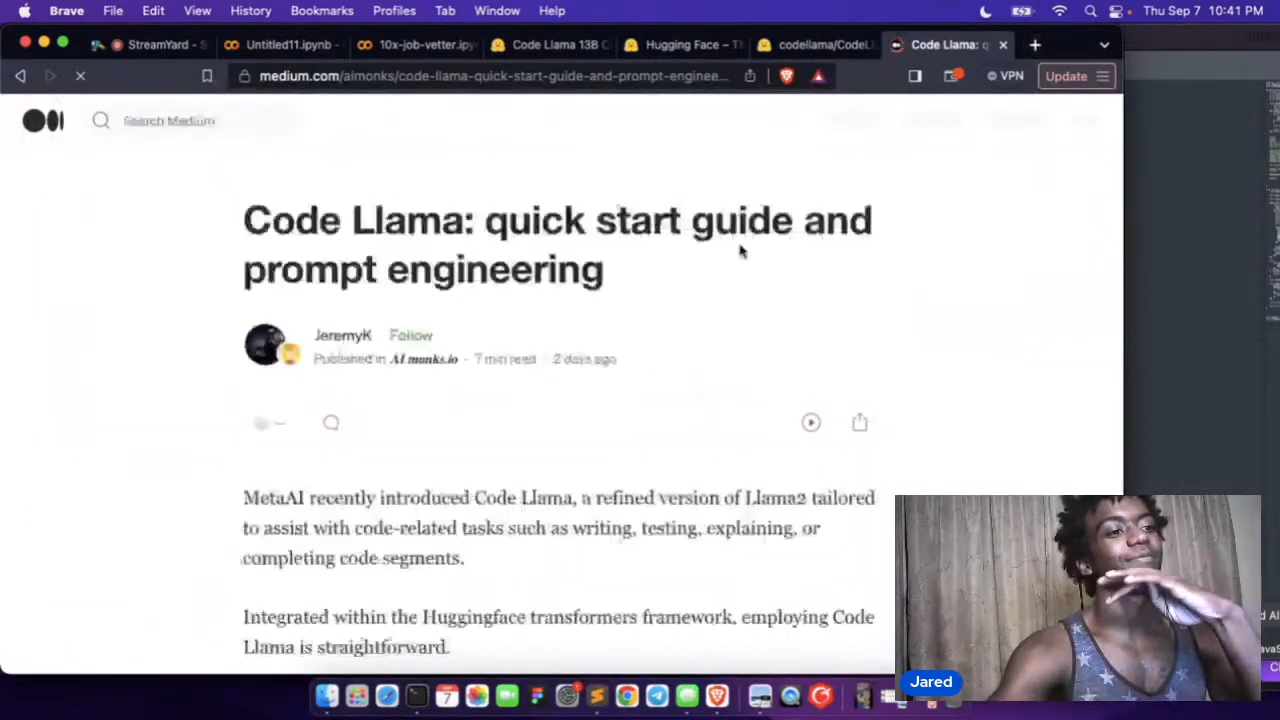 Brave File Edit View History Bookmarks Profiles Tab Window Help Thu Sep 7 10:41 PM
StreamYard - S Untitled11.ipynb - 10x-job-vetter.ipy Code Llama 13B C Hugging Face – Th codellama/CodeL Code Llama: q
medium.com/aimonks/code-llama-quick-start-guide-and-prompt-enginee... VPN Update
Search Medium
Code Llama: quick start guide and
prompt engineering
JeremyK Follow
Published in AI monks.io · 7 min read · 2 days ago
MetaAI recently introduced Code Llama, a refined version of Llama2 tailored
to assist with code-related tasks such as writing, testing, explaining, or
completing code segments.
Integrated within the Huggingface transformers framework, employing Code
Llama is straightforward.
Jared